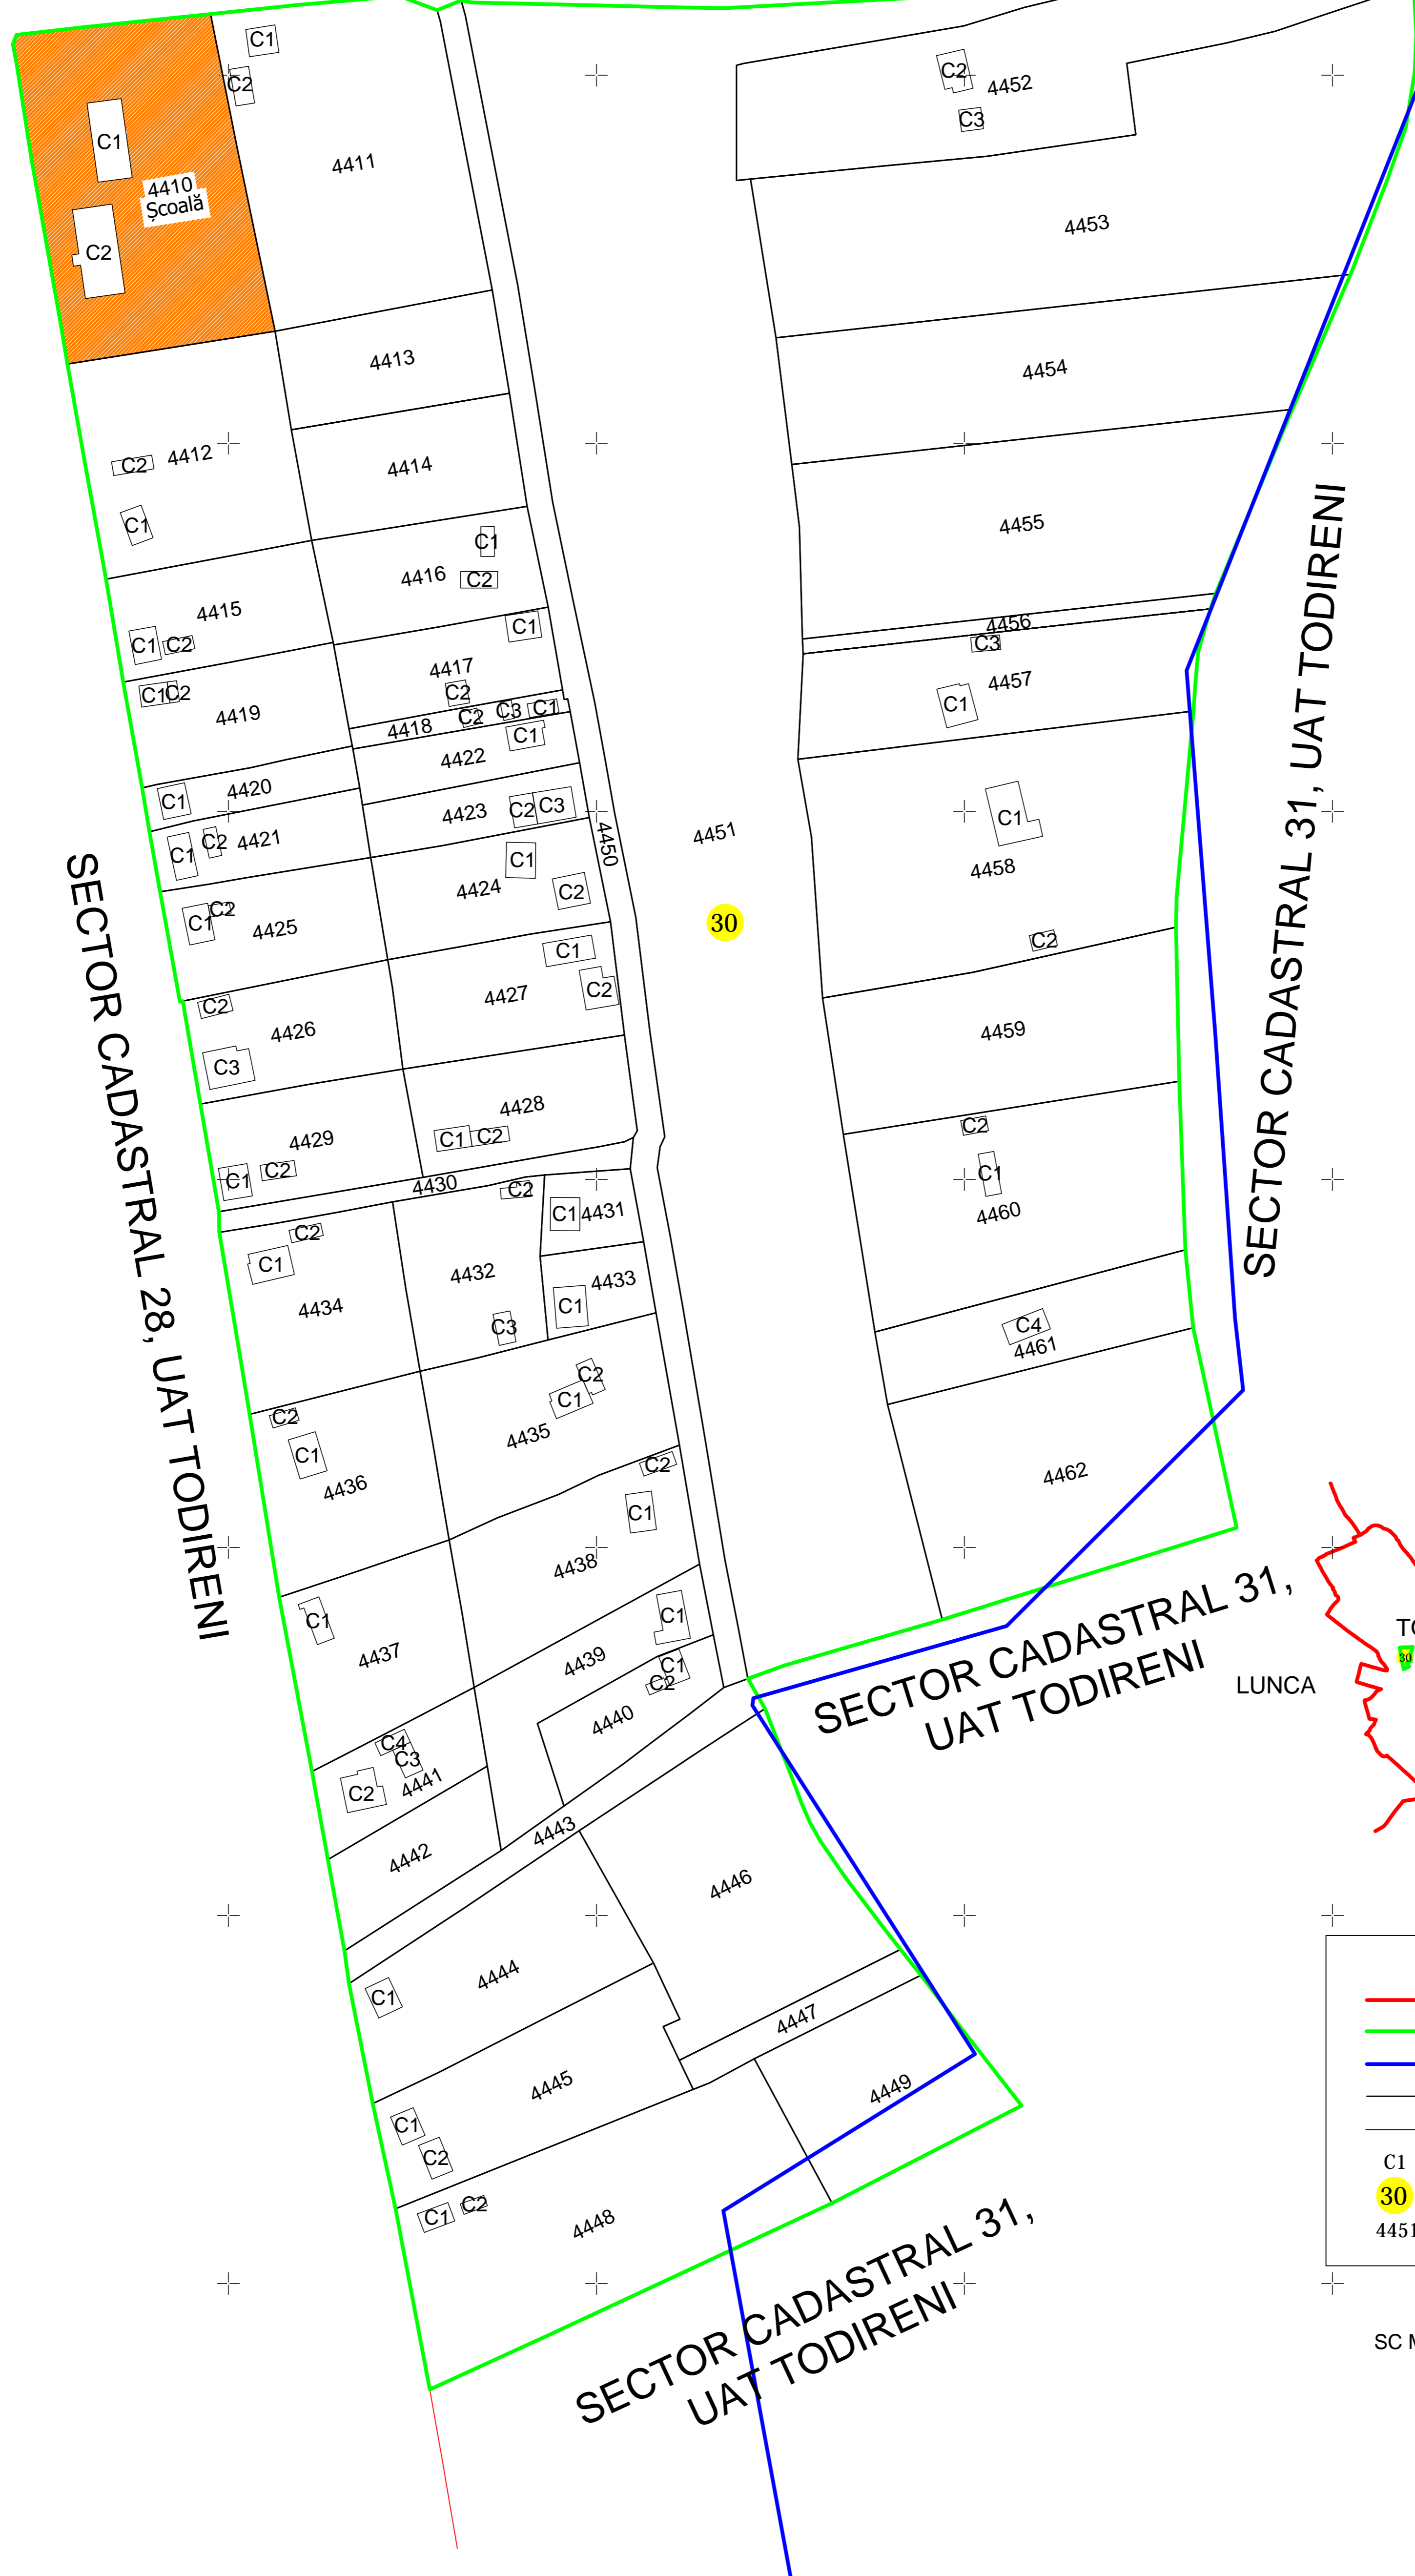 C1
C2
4411
C1
4410
Școală
C2
C2
4452
C3
4453
4413
4454
C2
4412
4414
C1
4455
C1
4416
C2
4415
C1
C2
C1
4417
C2
4456
C3
4457
C1
C1
C2
4419
4418
C2
C3
C1
C1
4422
4420
C1
4423
C2
C3
4450
4451
C1
4458
C2
C1
C2
4421
C1
4424
C2
30
C2
C1
4425
C1
C2
4427
4459
C2
4426
C3
4428
C1
C2
C2
C1
4460
4429
C1
C2
4430
C2
C1
4431
C2
C1
4434
4432
C3
4433
C1
C4
4461
C2
C1
4435
C2
C1
4436
C2
C1
4438
4462
C1
4437
C1
4439
C1
C2
4440
C4
C3
C2
4441
4442
4443
4446
4444
C1
4447
4445
C1
C2
4449
C1
C2
4448
SECTOR CADASTRAL 28, UAT TODIRENI
SECTOR CADASTRAL 31, UAT TODIRENI
SECTOR CADASTRAL 31,
UAT TODIRENI
SECTOR CADASTRAL 31,
UAT TODIRENI
LUNCA
30
C1
30
4451